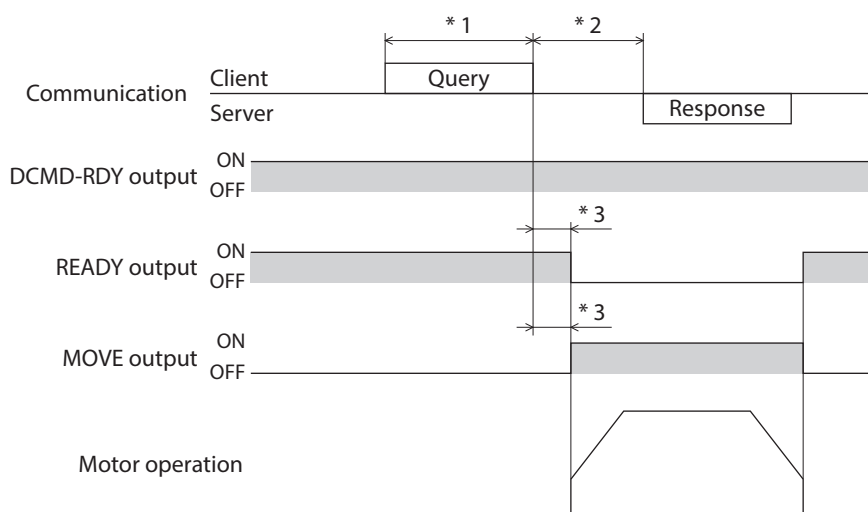 * 1
* 2
Communication
Client
Query
Server
Response
DCMD-RDY output
ON
OFF
* 3
READY output
ON
OFF
* 3
MOVE output
ON
OFF
Motor operation